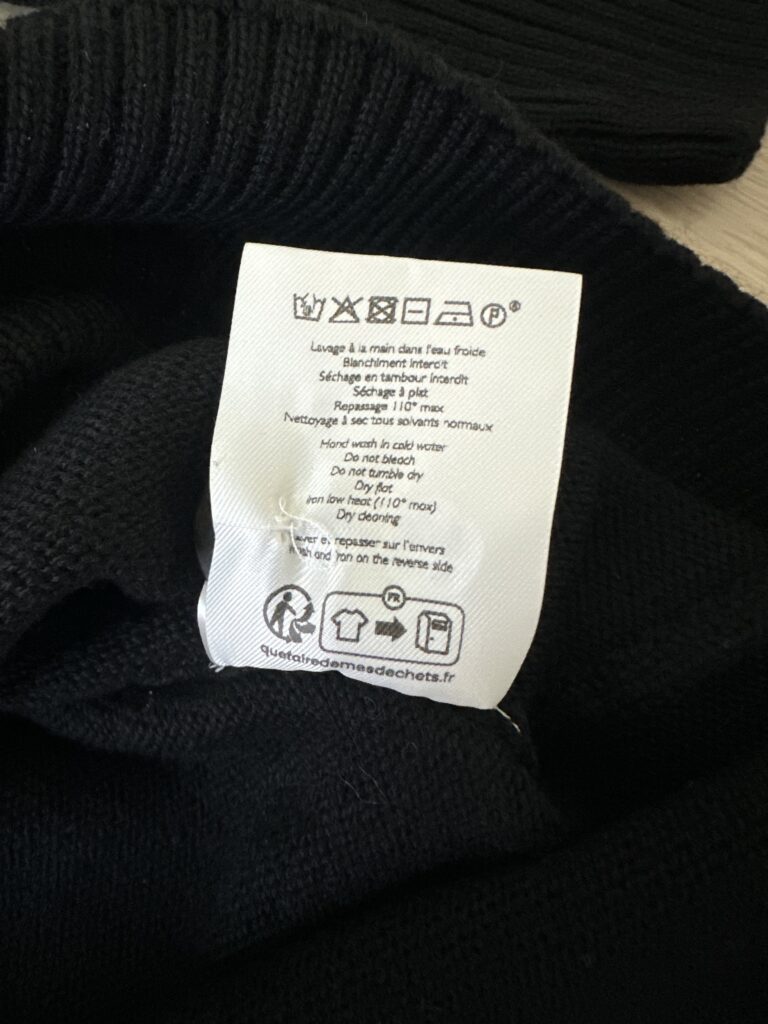 P
Lavage à la main dans l'eau froide
Blanchiment interdit
Séchage en tambour interdit
Séchage à plat
Repassage 110° max
Nettoyage à sec tous solvants normaux
Hand wash in cold water
Do not bleach
Do not tumble dry
Dry flat
Iron low heat (110° max)
Dry cleaning
et repasser sur l'envers
and iron on the reverse side
FR
quefairedemesdechets.fr